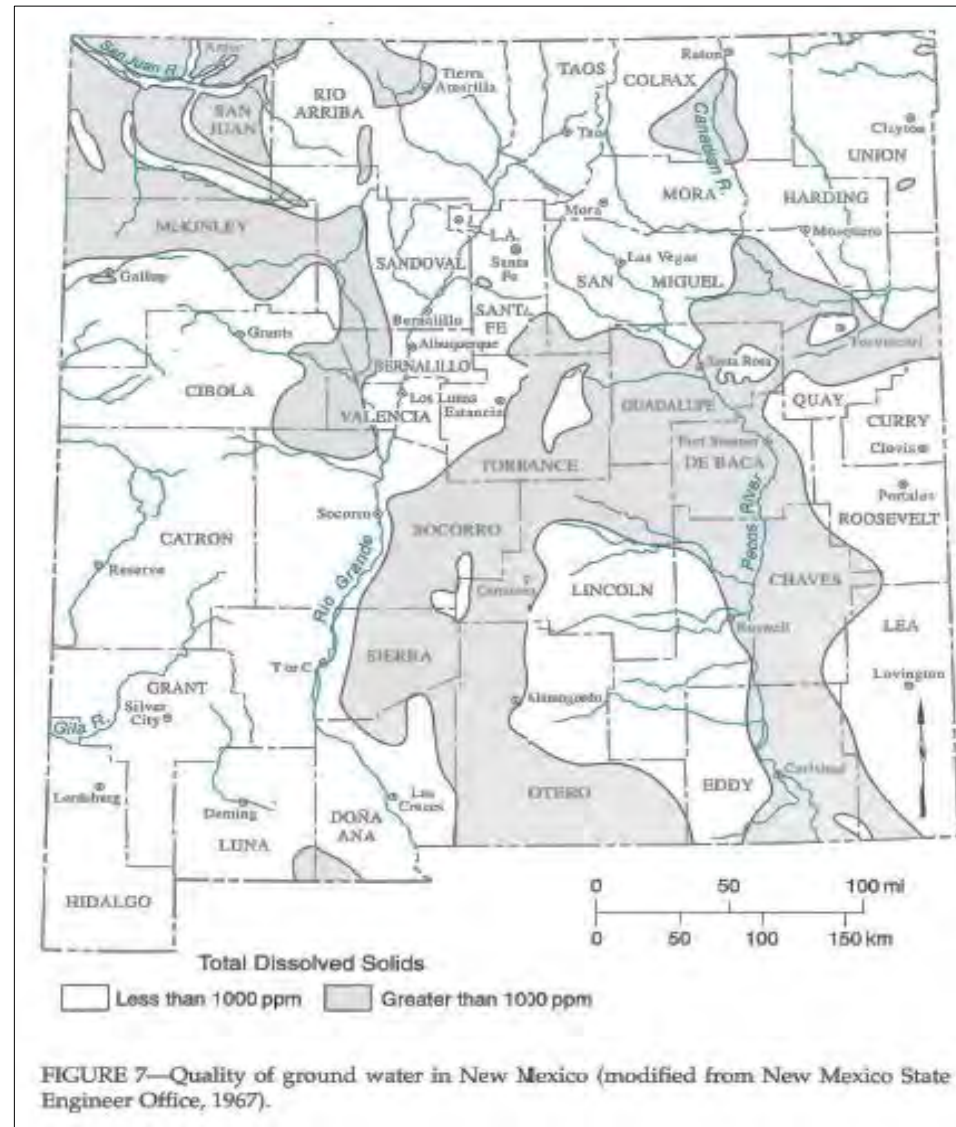 San Juan R.
Aztec
Raton
Tierra
Amarilla
TAOS
COLFAX
RIO
ARRIBA
SAN
JUAN
Taos
Canadian R.
Clayton
UNION
MORA
HARDING
Mora
Mosquero
McKINLEY
L.A.
Santa
Fe
SANDOVAL
Las Vegas
SAN
MIGUEL
Gallup
Bernalillo
SANTA
FE
Grants
Albuquerque
Tucumcari
BERNALILLO
Santa Rosa
CIBOLA
Los Lunas
Estancia
VALENCIA
GUADALUPE
QUAY
CURRY
Fort Sumner
Clovis
DE BACA
TORRANCE
Portales
ROOSEVELT
Socorro
SOCORRO
Pecos River
CATRON
Reserve
Rio Grande
CHAVES
LINCOLN
Carrizozo
Roswell
LEA
T or C
SIERRA
Lovington
GRANT
Silver
City
Alamogordo
Gila R.
Carlsbad
Lordsburg
Las
Cruces
OTERO
EDDY
Deming
DOÑA
ANA
LUNA
HIDALGO
0 50 100 mi
0 50 100 150 km
Total Dissolved Solids
Less than 1000 ppm Greater than 1000 ppm
FIGURE 7—Quality of ground water in New Mexico (modified from New Mexico State
Engineer Office, 1967).